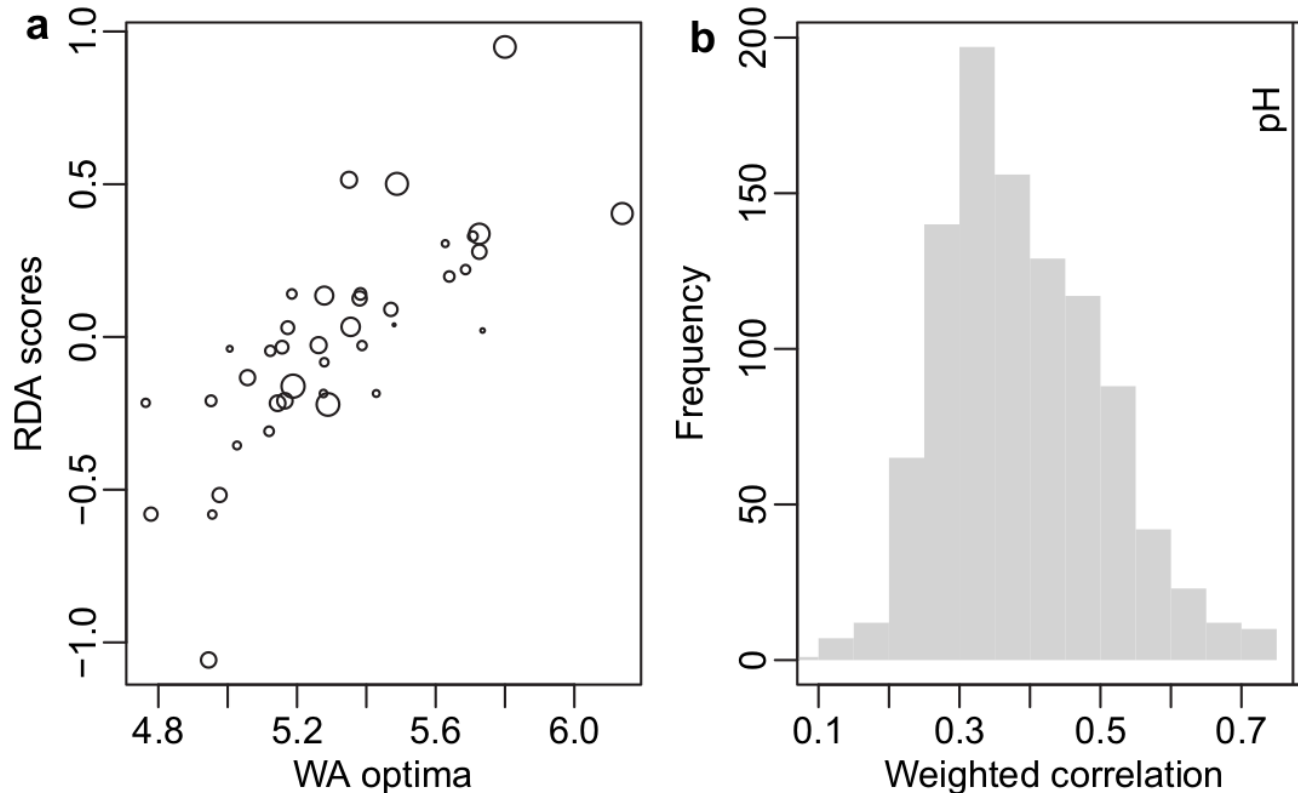 a
1.0
0.5
0.0
−0.5
−1.0
RDA scores
4.8 5.2 5.6 6.0
WA optima
b
200
150
100
50
0
Frequency
pH
0.1 0.3 0.5 0.7
Weighted correlation